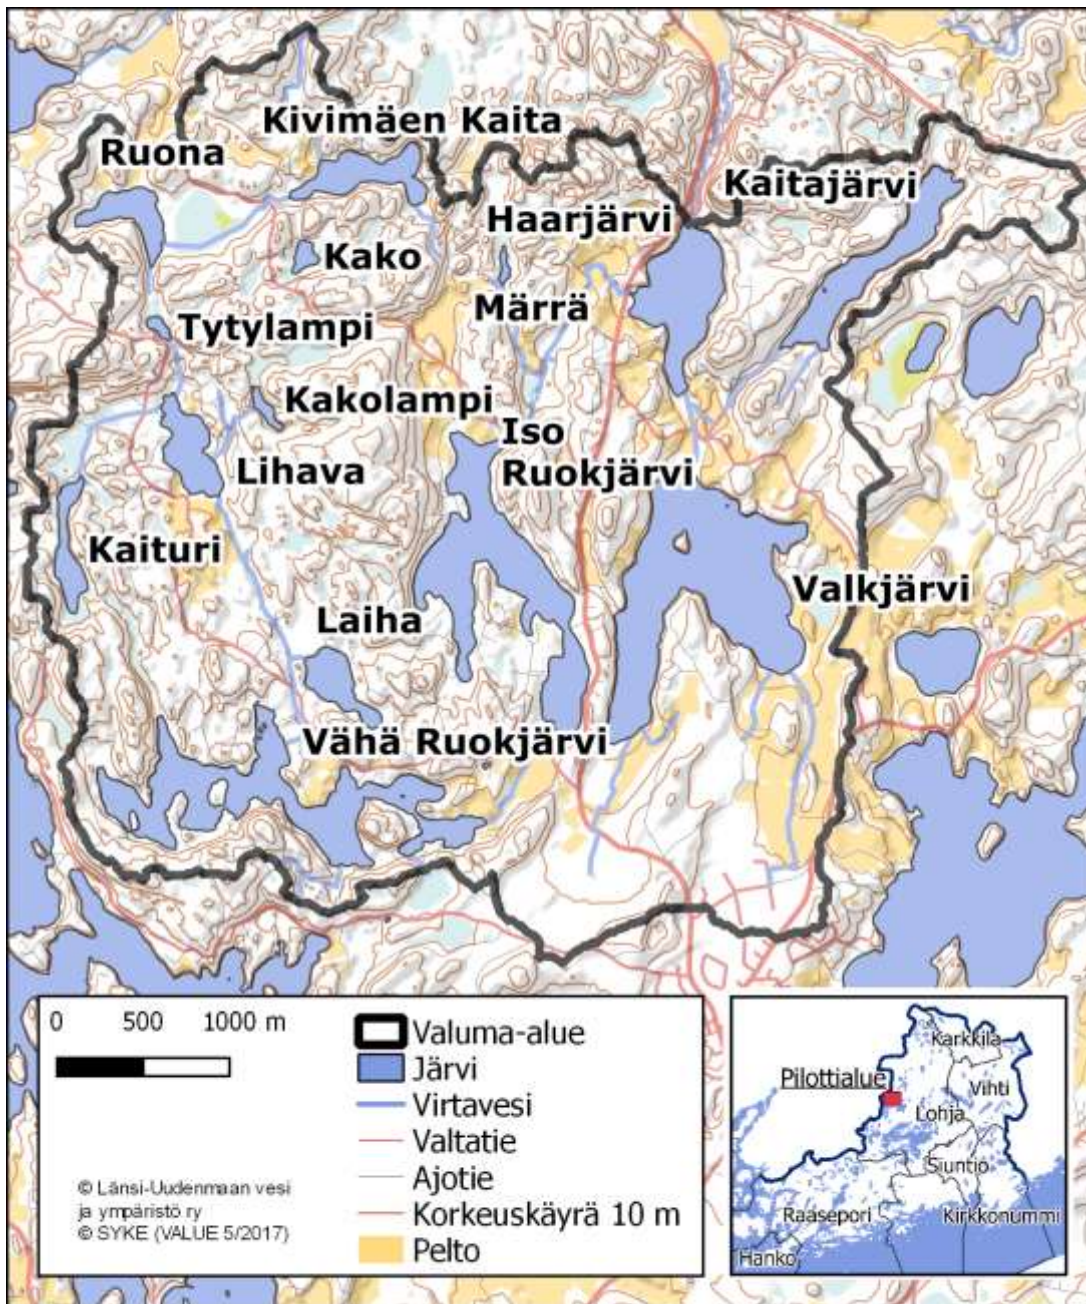 Kivimäen Kaita
Ruona
Kaitajärvi
Haarjärvi
Kako
Märrä
Tytylampi
Kakolampi
Iso
Ruokjärvi
Lihava
Kaituri
Valkjärvi
Laiha
Vähä Ruokjärvi
0 500 1000 m
Valuma-alue
Järvi
Virtavesi
Valtatie
Ajotie
Korkeuskäyrä 10 m
Pelto
© Länsi-Uudenmaan vesi
ja ympäristö ry
© SYKE (VALUE 5/2017)
Karkkila
Pilottialue
Vihti
Lohja
Siuntio
Raasepori
Kirkkonummi
Hanko